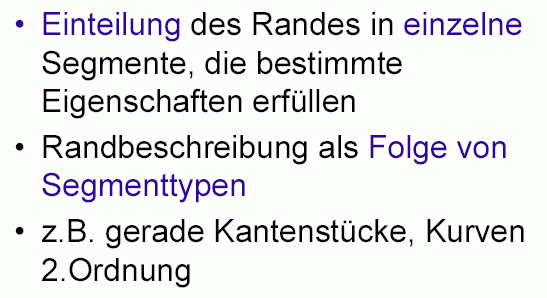 • Einteilung des Randes in einzelne
Segmente, die bestimmte
Eigenschaften erfüllen
• Randbeschreibung als Folge von
Segmenttypen
• z.B. gerade Kantenstücke, Kurven
2.Ordnung